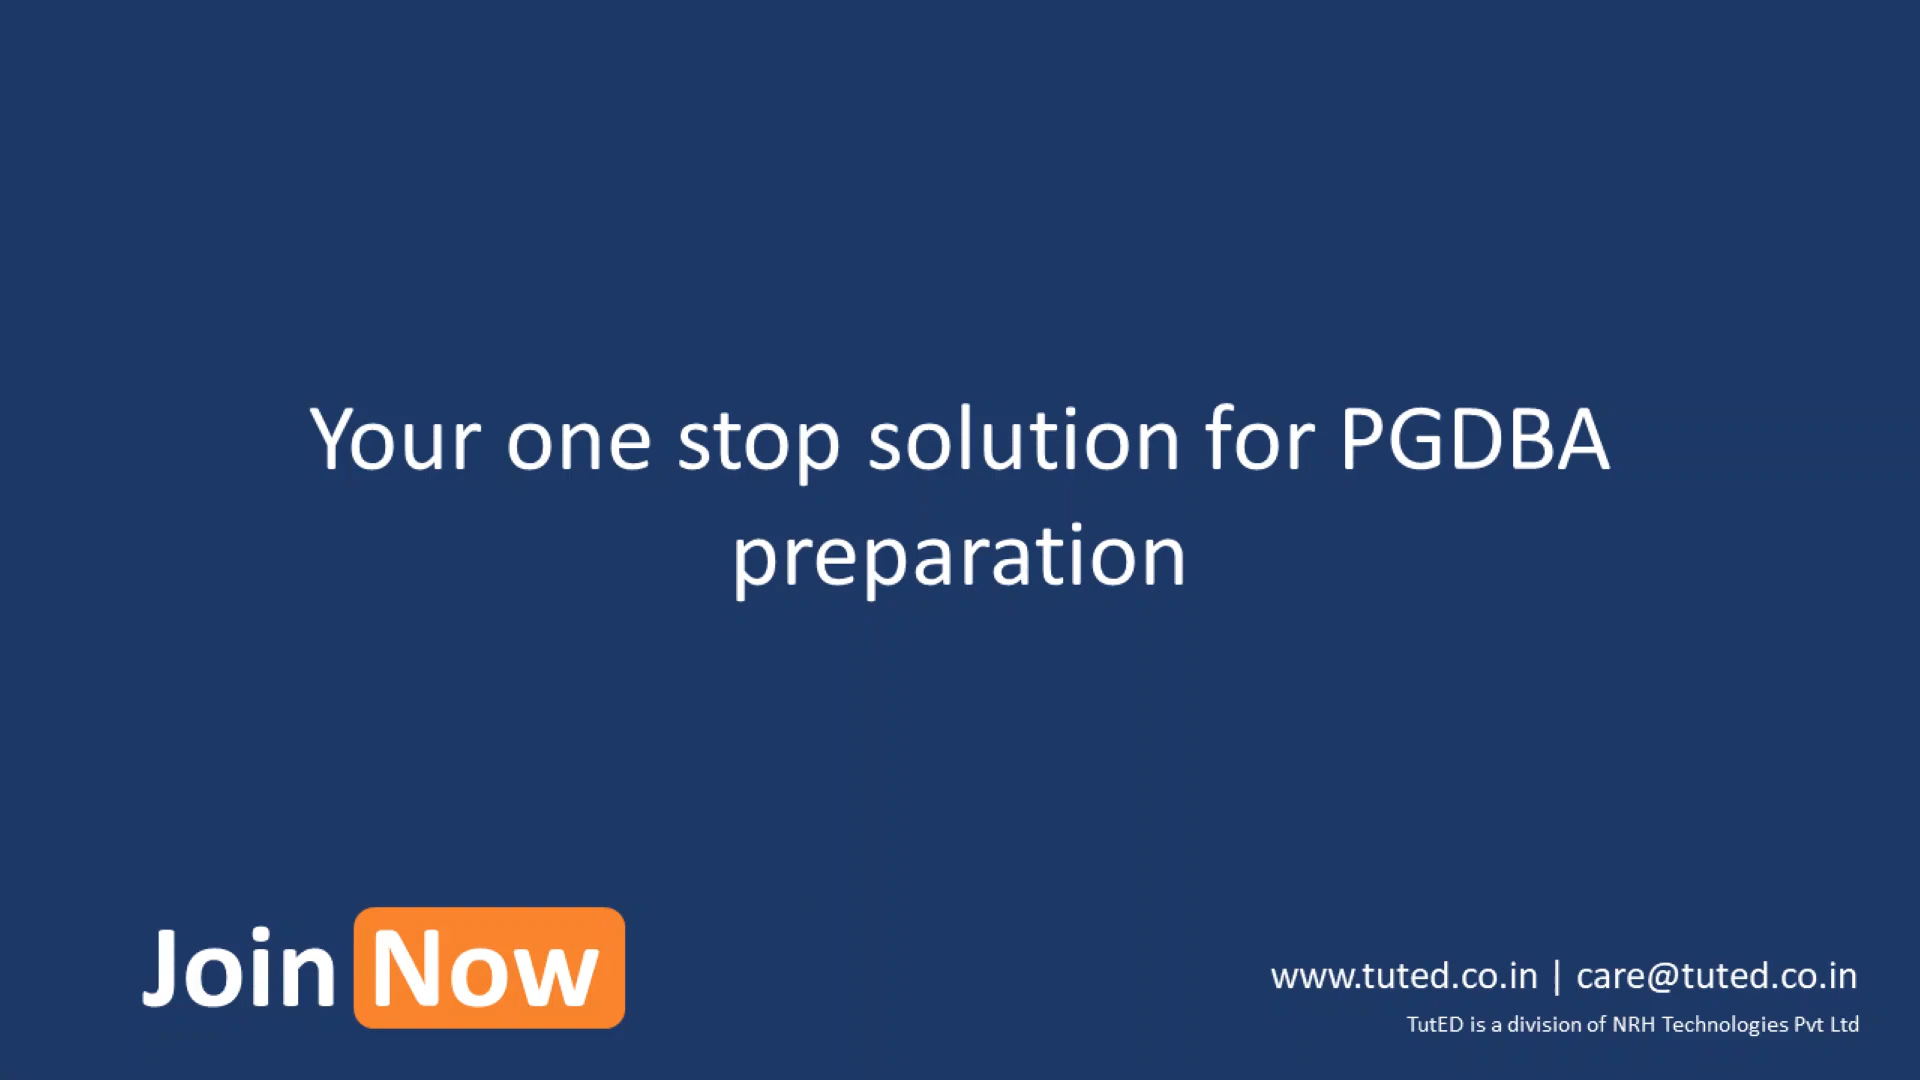 Your one stop solution for PGDBA
preparation
Join Now
www.tuted.co.in | care@tuted.co.in
TutED is a division of NRH Technologies Pvt Ltd